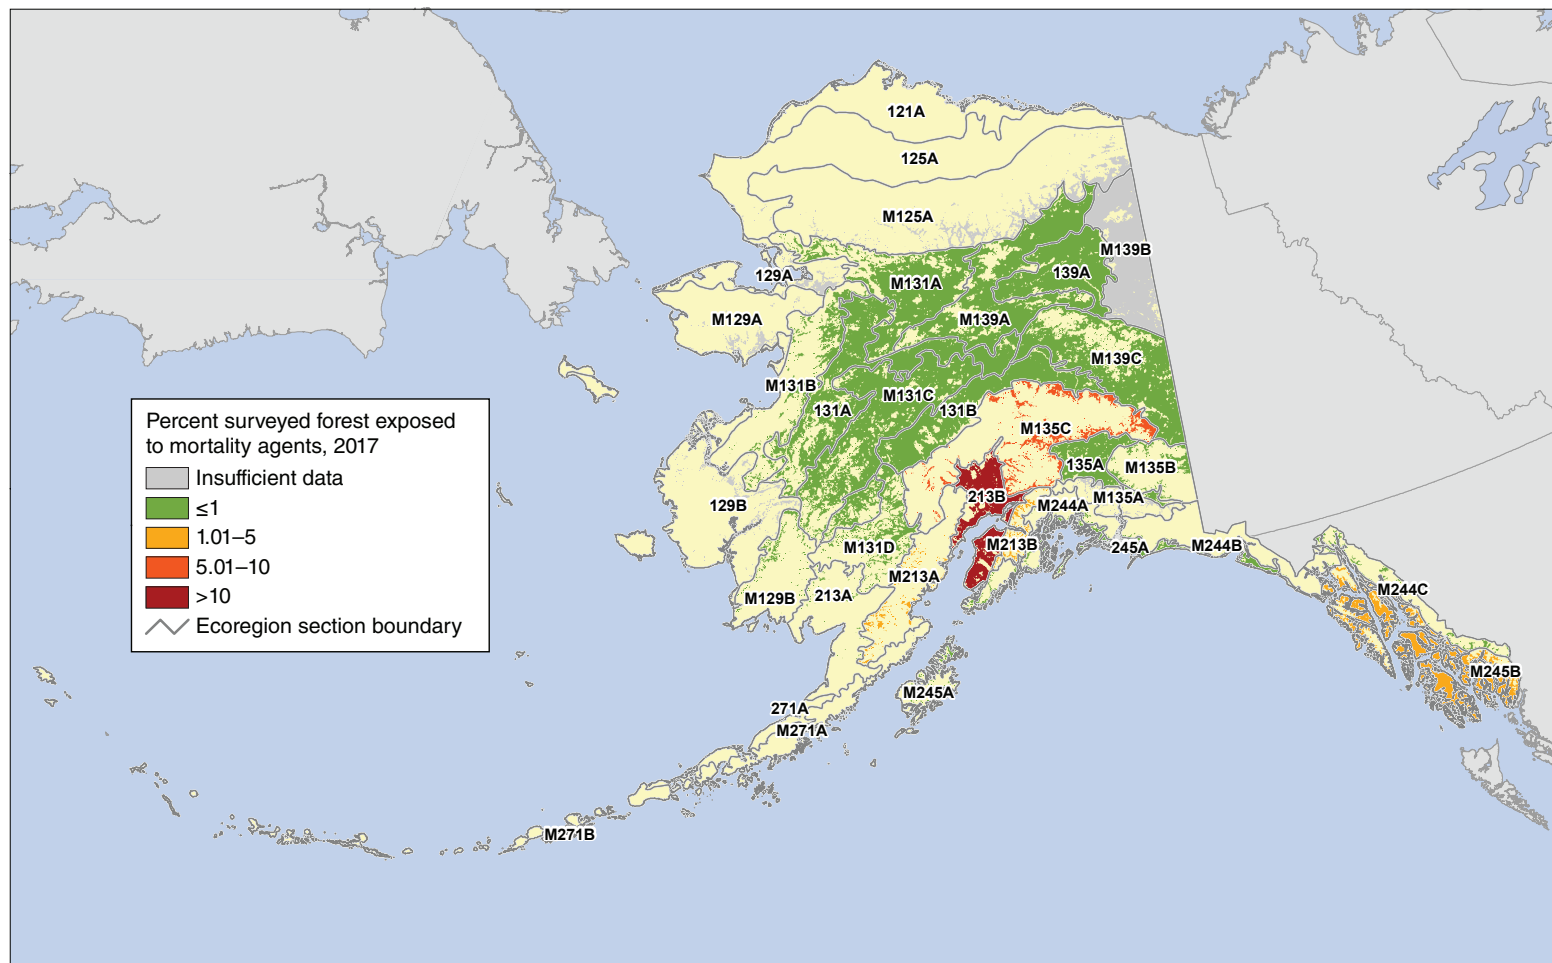 121A
125A
M125A
M139B
129A
139A
M131A
M129A
M139A
M139C
M131B
M131C
131A
131B
M135C
135A
M135B
213B
M135A
129B
M244A
M131D
M213B
245A
M244B
M213A
M129B
213A
M244C
M245B
M245A
271A
M271A
M271B
Percent surveyed forest exposed
to mortality agents, 2017
Insufficient data
≤1
1.01–5
5.01–10
>10
Ecoregion section boundary